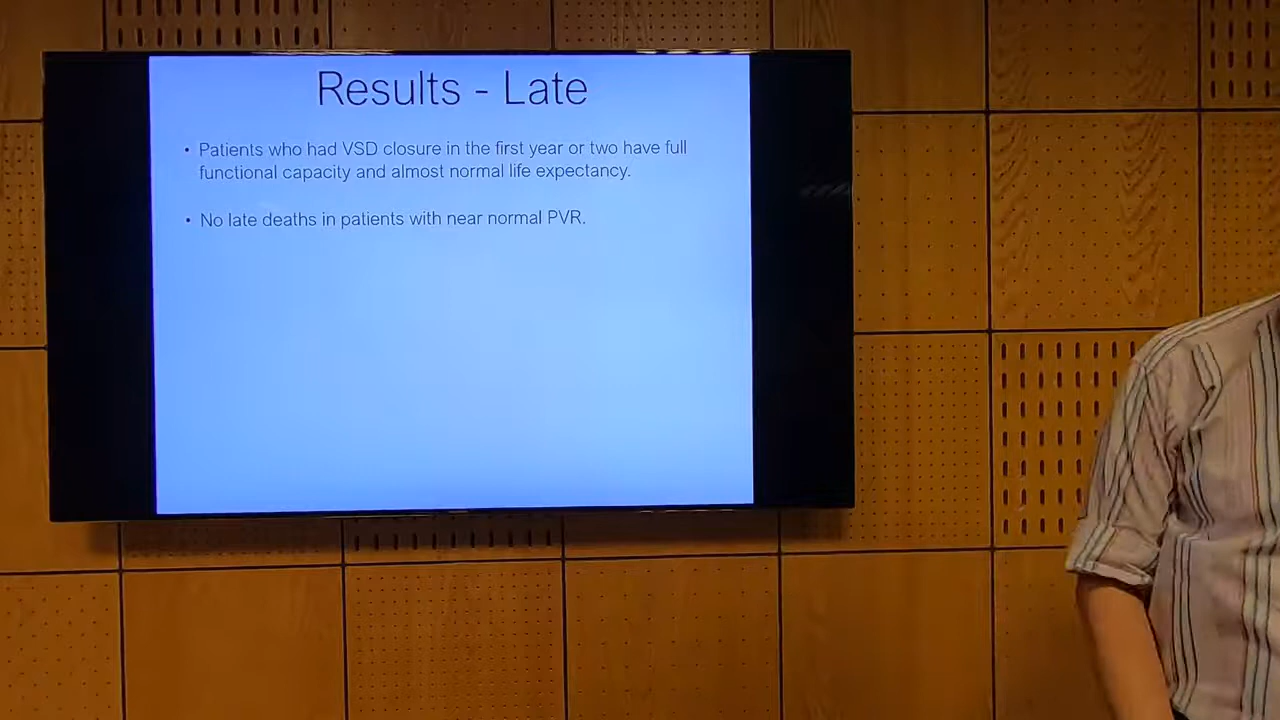 Results - Late
• Patients who had VSD closure in the first year or two have full
functional capacity and almost normal life expectancy.
• No late deaths in patients with near normal PVR.